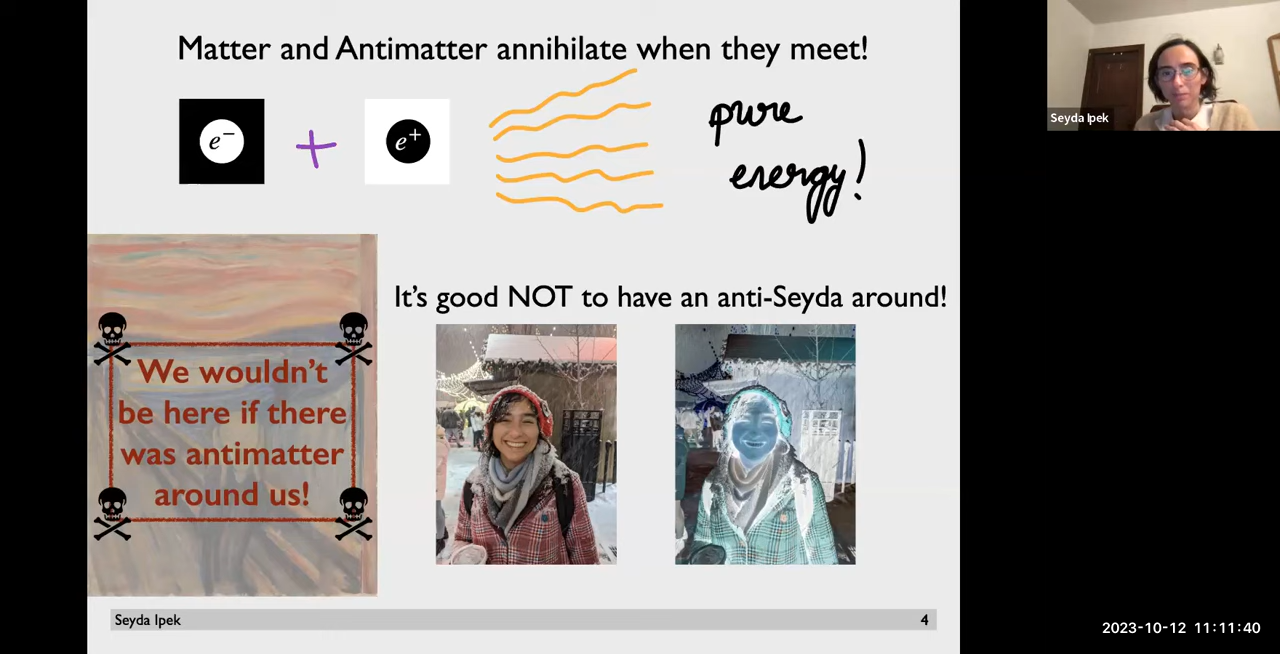 Matter and Antimatter annihilate when they meet!
e⁻ + e⁺
pure
energy!
Seyda Ipek
It's good NOT to have an anti-Seyda around!
We wouldn't
be here if there
was antimatter
around us!
Seyda Ipek 4
2023-10-12 11:11:40